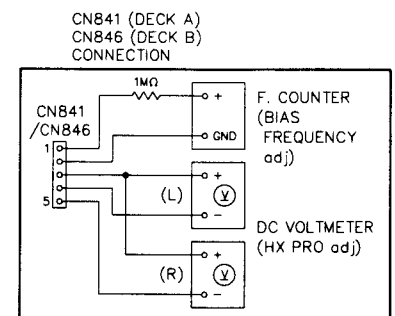 CN841 (DECK A)
CN846 (DECK B)
CONNECTION
1MΩ
CN841
/CN846
1
5
+
GND
F. COUNTER
(BIAS
FREQUENCY
adj)
(L)
+
V
−
DC VOLTMETER
(HX PRO adj)
(R)
+
V
−